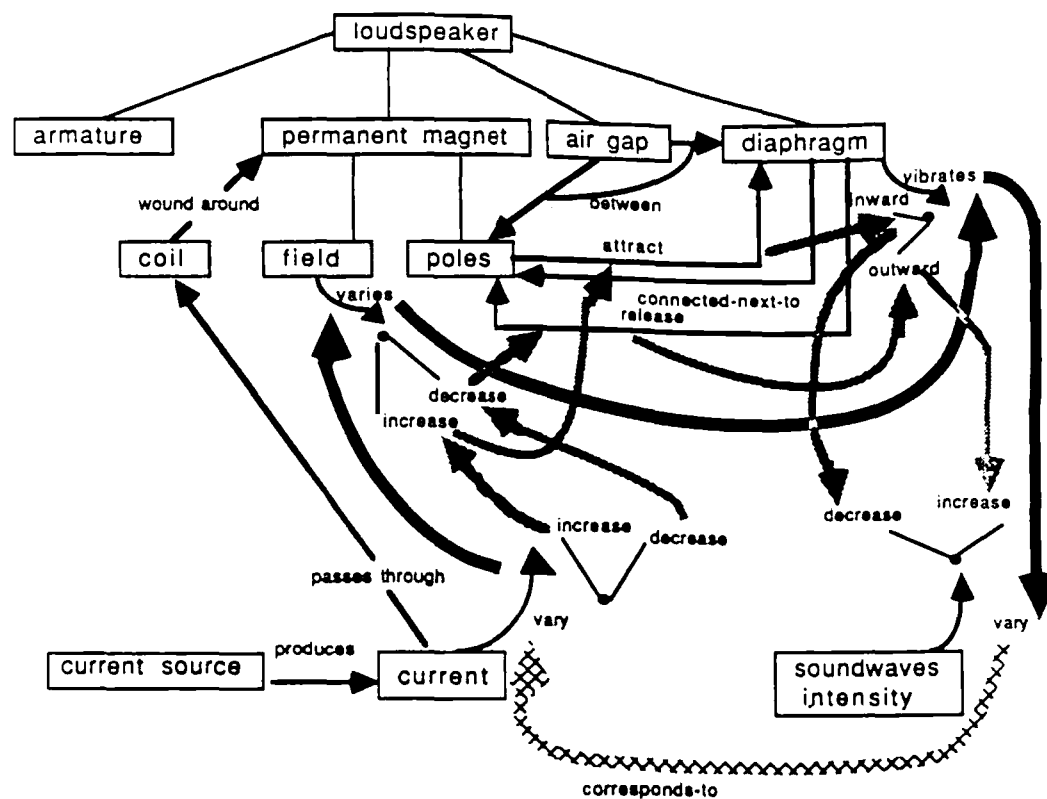 loudspeaker
armature
permanent magnet
air gap
diaphragm
vibrates
wound around
between
inward
coil
field
poles
attract
outward
varies
connected-next-to
release
decrease
increase
increase
decrease
decrease
increase
passes through
vary
vary
produces
current source
current
soundwaves
intensity
corresponds-to